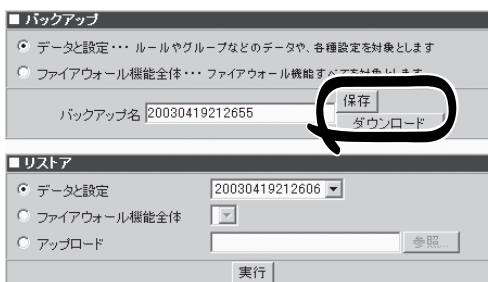 ■ バックアップ
データと設定・・・ ルールやグループなどのデータや、各種設定を対象とします
ファイアウォール機能全体・・・ ファイアウォール機能すべてを対象とします
バックアップ名 20030419212655 保存
ダウンロード
■ リストア
データと設定 20030419212606
ファイアウォール機能全体
アップロード 参照...
実行